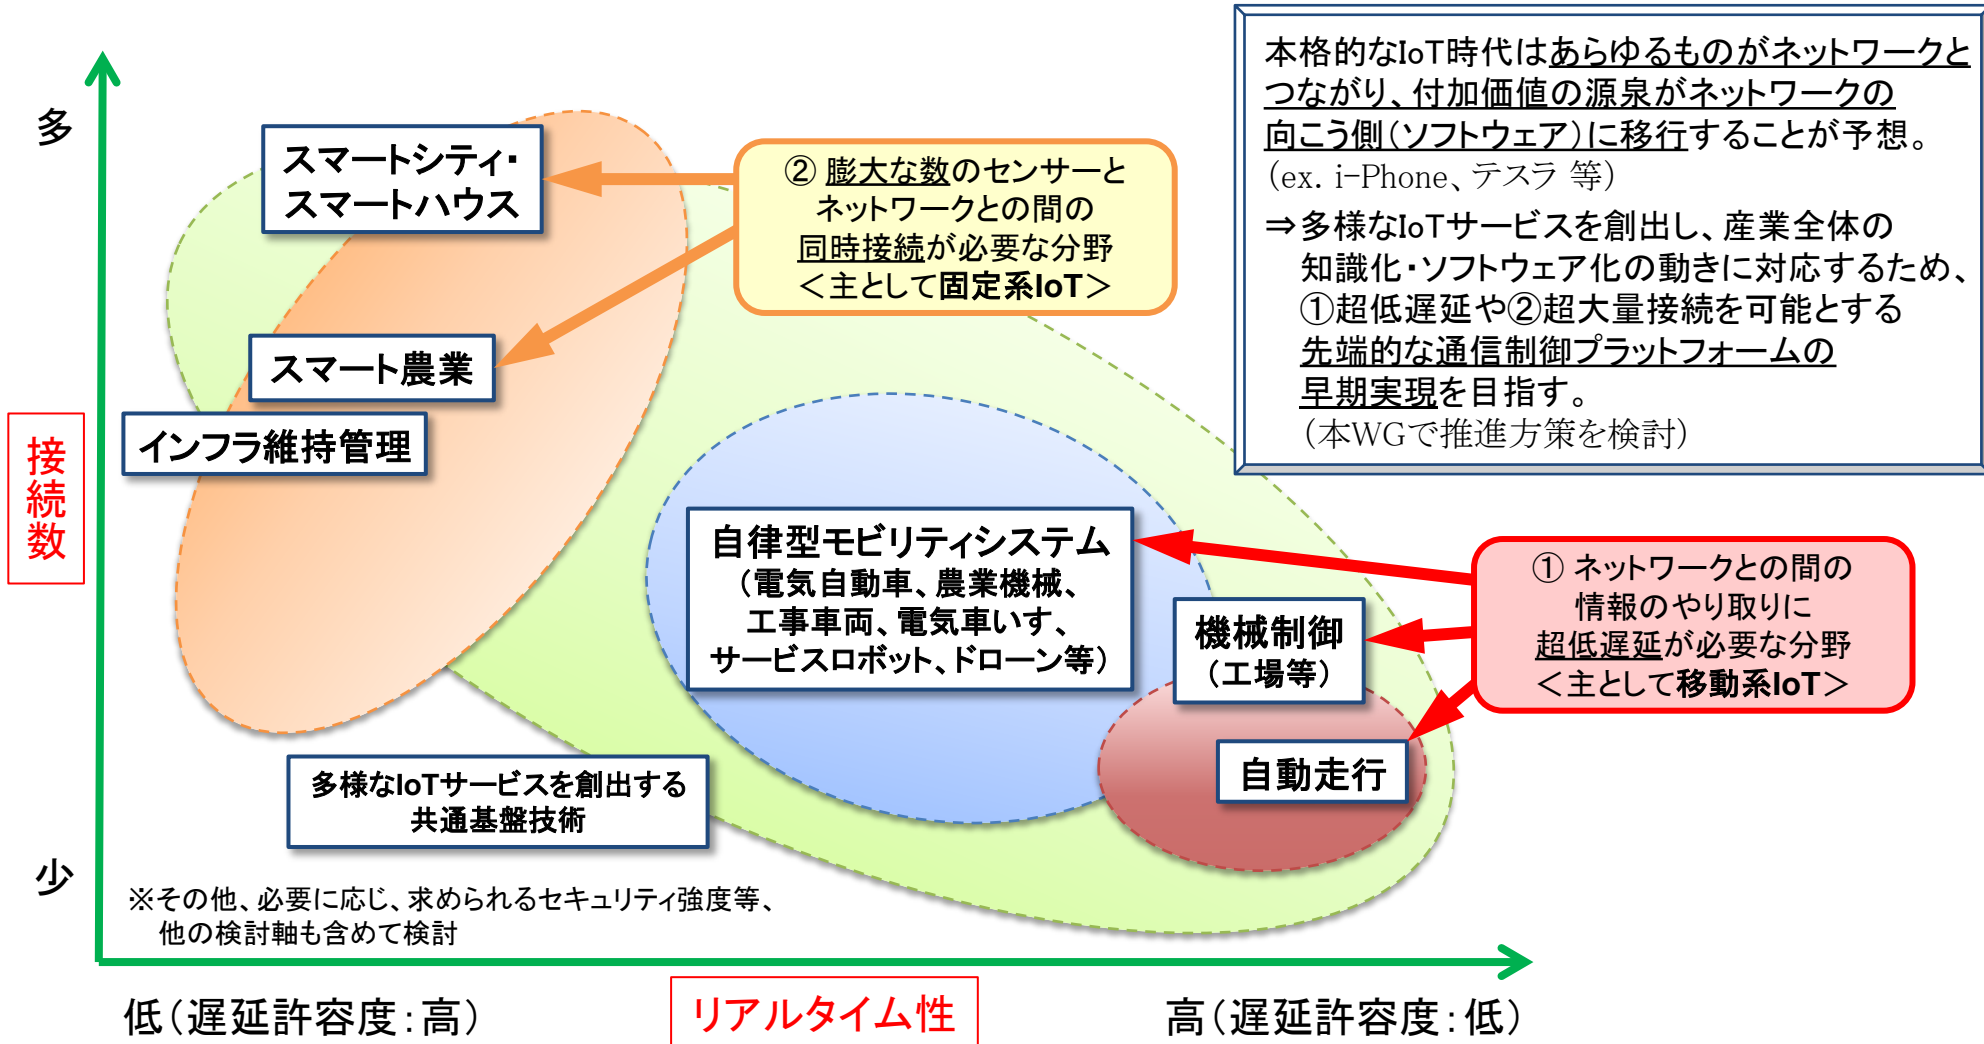 本格的なIoT時代はあらゆるものがネットワークと
つながり、付加価値の源泉がネットワークの
向こう側(ソフトウェア)に移行することが予想。
(ex. i-Phone、テスラ 等)
⇒多様なIoTサービスを創出し、産業全体の
知識化・ソフトウェア化の動きに対応するため、
①超低遅延や②超大量接続を可能とする
先端的な通信制御プラットフォームの
早期実現を目指す。
(本WGで推進方策を検討)
多
スマートシティ・
スマートハウス
② 膨大な数のセンサーと
ネットワークとの間の
同時接続が必要な分野
<主として固定系IoT>
スマート農業
インフラ維持管理
接続数
自律型モビリティシステム
(電気自動車、農業機械、
工事車両、電気車いす、
サービスロボット、ドローン等)
機械制御
(工場等)
① ネットワークとの間の
情報のやり取りに
超低遅延が必要な分野
<主として移動系IoT>
自動走行
多様なIoTサービスを創出する
共通基盤技術
少
※その他、必要に応じ、求められるセキュリティ強度等、
他の検討軸も含めて検討
低(遅延許容度:高)
リアルタイム性
高(遅延許容度:低)